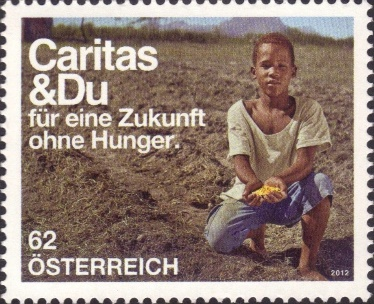 Caritas
&Du
für eine Zukunft
ohne Hunger.
62
ÖSTERREICH
2012